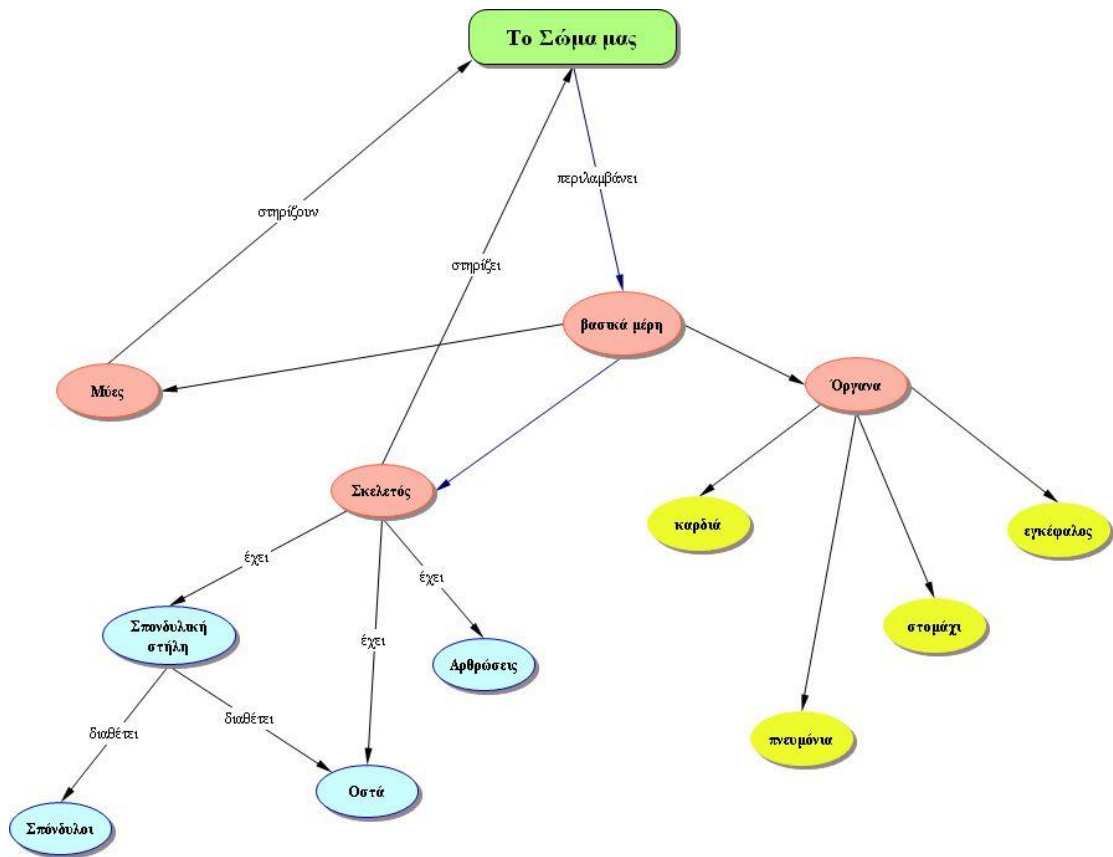 Το Σώμα μας
περιλαμβάνει
στηρίζουν
στηρίζει
βασικά μέρη
Μύες
Όργανα
Σκελετός
καρδιά
εγκέφαλος
έχει
έχει
Σπονδυλική
στήλη
έχει
στομάχι
Αρθρώσεις
διαθέτει
διαθέτει
πνευμόνια
Οστά
Σπόνδυλοι